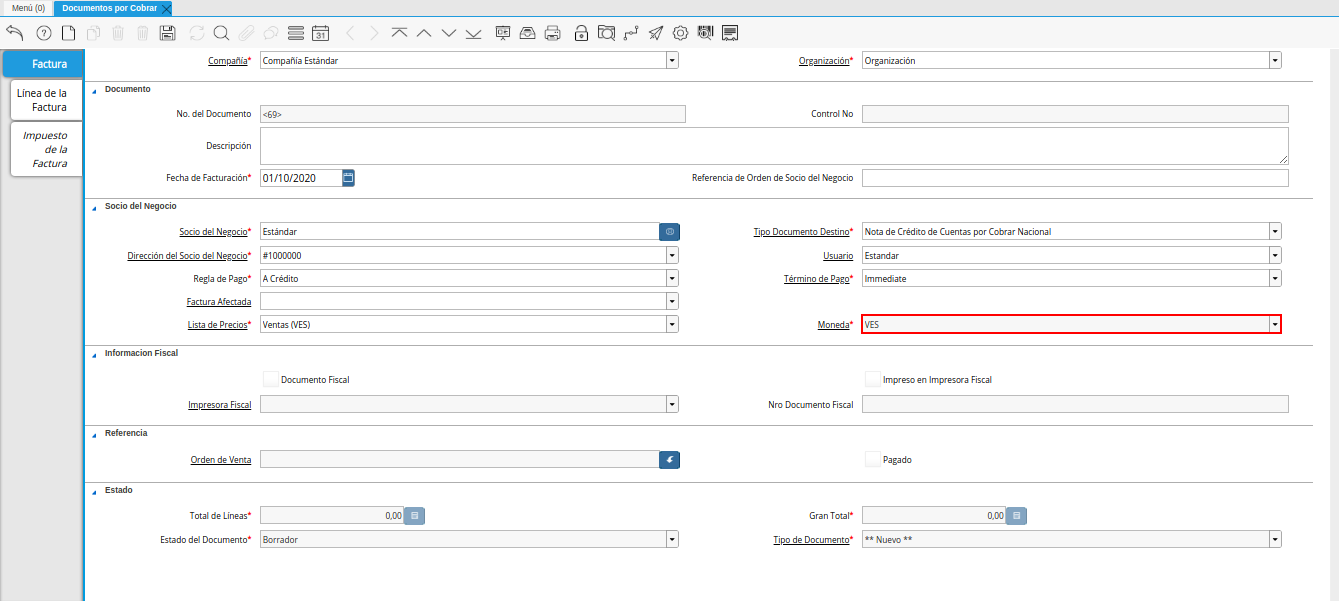 Menú (0) Documentos por Cobrar
31
Factura
Línea de la
Factura
Impuesto
de la
Factura
Compañía* Compañía Estándar Organización* Organización
Documento
No. del Documento <69> Control No
Descripción
Fecha de Facturación* 01/10/2020 Referencia de Orden de Socio del Negocio
Socio del Negocio
Socio del Negocio* Estándar Tipo Documento Destino* Nota de Crédito de Cuentas por Cobrar Nacional
Dirección del Socio del Negocio* #1000000 Usuario Estandar
Regla de Pago* A Crédito Término de Pago* Immediate
Factura Afectada
Lista de Precios* Ventas (VES) Moneda* VES
Informacion Fiscal
Documento Fiscal Impreso en Impresora Fiscal
Impresora Fiscal Nro Documento Fiscal
Referencia
Orden de Venta Pagado
Estado
Total de Líneas* 0,00 Gran Total* 0,00
Estado del Documento* Borrador Tipo de Documento* ** Nuevo **